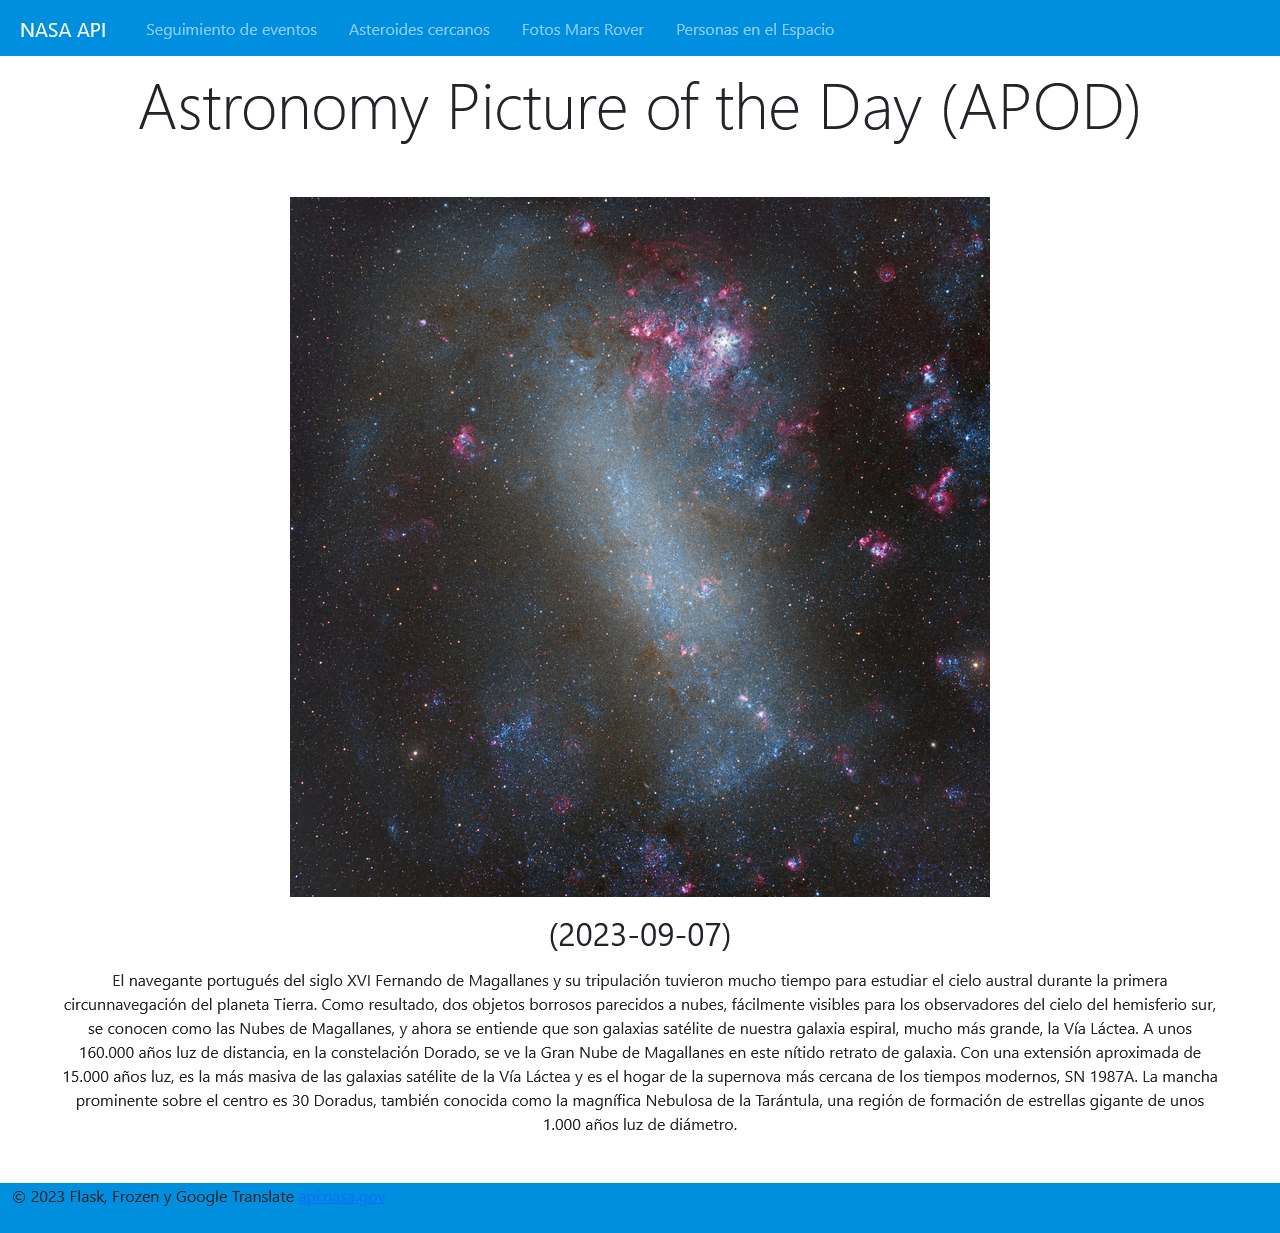 NASA API Seguimiento de eventos Asteroides cercanos Fotos Mars Rover Personas en el Espacio
Astronomy Picture of the Day (APOD)
(2023-09-07)
El navegante portugués del siglo XVI Fernando de Magallanes y su tripulación tuvieron mucho tiempo para estudiar el cielo austral durante la primera
circunnavegación del planeta Tierra. Como resultado, dos objetos borrosos parecidos a nubes, fácilmente visibles para los observadores del cielo del hemisferio sur,
se conocen como las Nubes de Magallanes, y ahora se entiende que son galaxias satélite de nuestra galaxia espiral, mucho más grande, la Vía Láctea. A unos
160.000 años luz de distancia, en la constelación Dorado, se ve la Gran Nube de Magallanes en este nítido retrato de galaxia. Con una extensión aproximada de
15.000 años luz, es la más masiva de las galaxias satélite de la Vía Láctea y es el hogar de la supernova más cercana de los tiempos modernos, SN 1987A. La mancha
prominente sobre el centro es 30 Doradus, también conocida como la magnífica Nebulosa de la Tarántula, una región de formación de estrellas gigante de unos
1.000 años luz de diámetro.
© 2023 Flask, Frozen y Google Translate api.nasa.gov